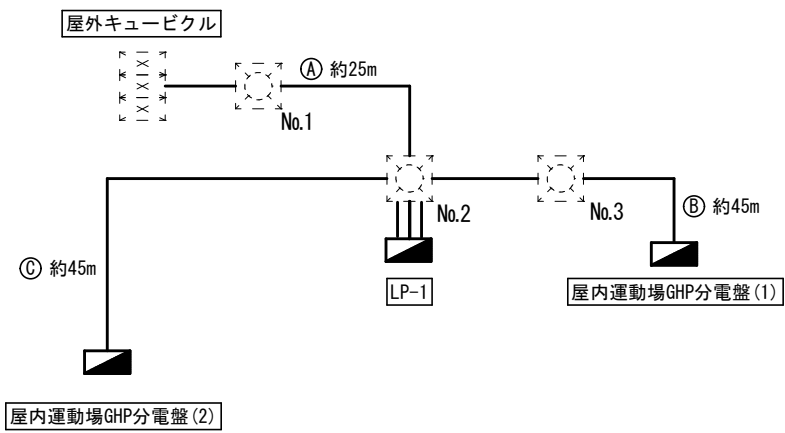 屋外キュービクル
Ⓐ 約25m
No.1
No.2
No.3
Ⓑ 約45m
Ⓒ 約45m
LP-1
屋内運動場GHP分電盤(1)
屋内運動場GHP分電盤(2)